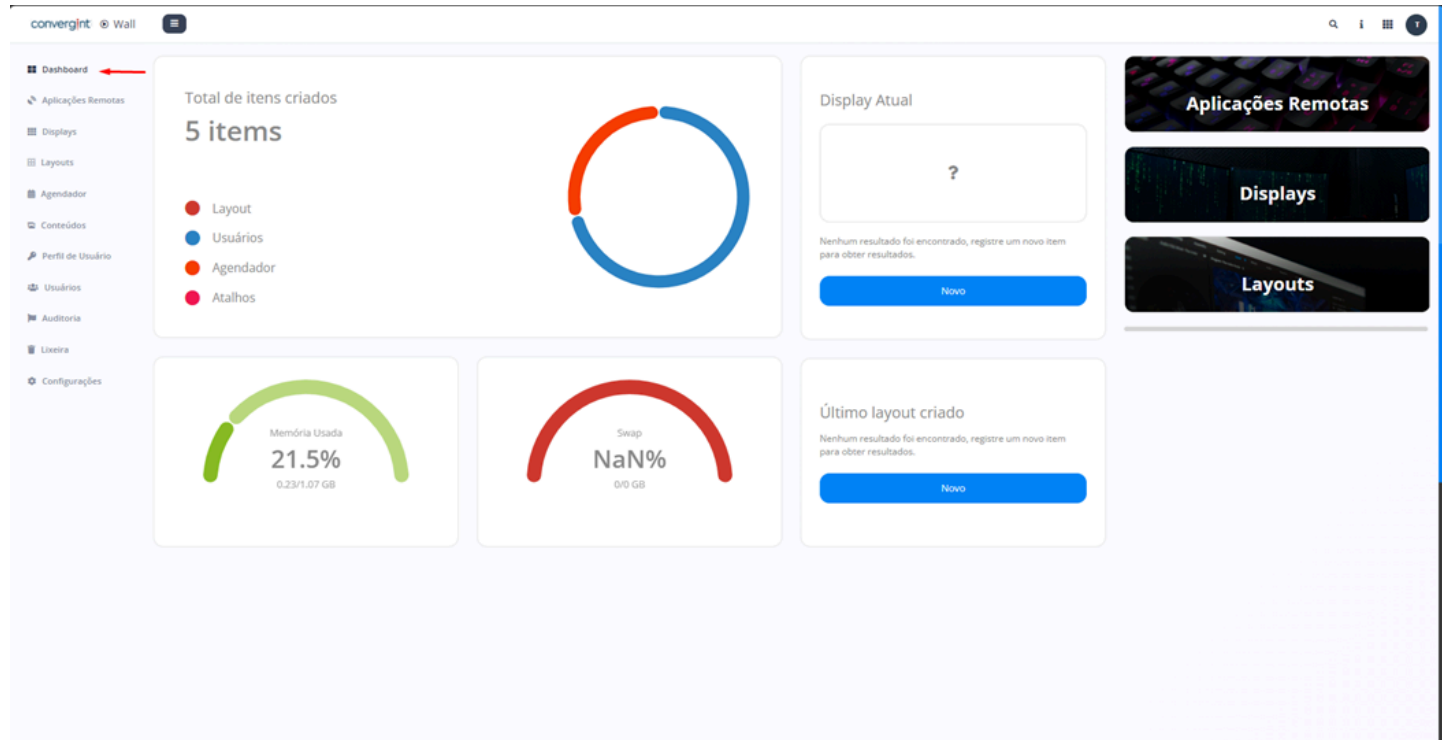 convergint Wall
i
T
Dashboard
Aplicações Remotas
Displays
Layouts
Agendador
Conteúdos
Perfil de Usuário
Usuários
Auditoria
Lixeira
Configurações
Total de itens criados
5 items
Layout
Usuários
Agendador
Atalhos
Display Atual
?
Nenhum resultado foi encontrado, registre um novo item
para obter resultados.
Novo
Aplicações Remotas
Displays
Layouts
Memória Usada
21.5%
0.23/1.07 GB
Swap
NaN%
0/0 GB
Último layout criado
Nenhum resultado foi encontrado, registre um novo item
para obter resultados.
Novo